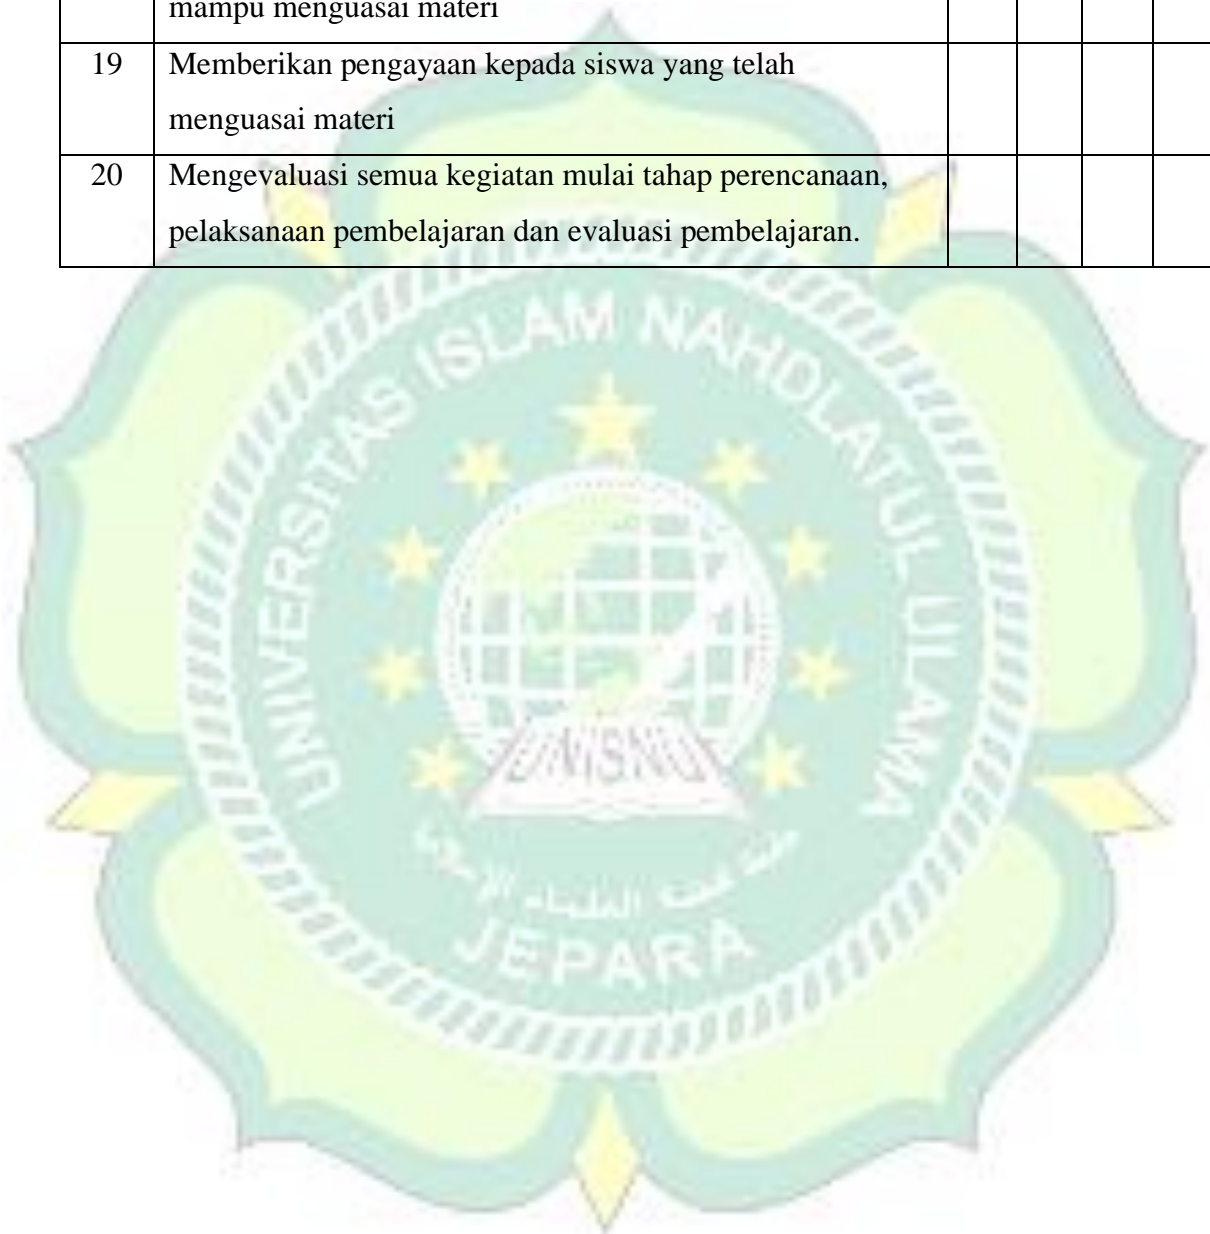 mampu menguasai materi
19 Memberikan pengayaan kepada siswa yang telah
menguasai materi
20 Mengevaluasi semua kegiatan mulai tahap perencanaan,
pelaksanaan pembelajaran dan evaluasi pembelajaran.
UNIVERSITAS ISLAM NAHDLATUL ULAMA
UNISNU
JEPARA